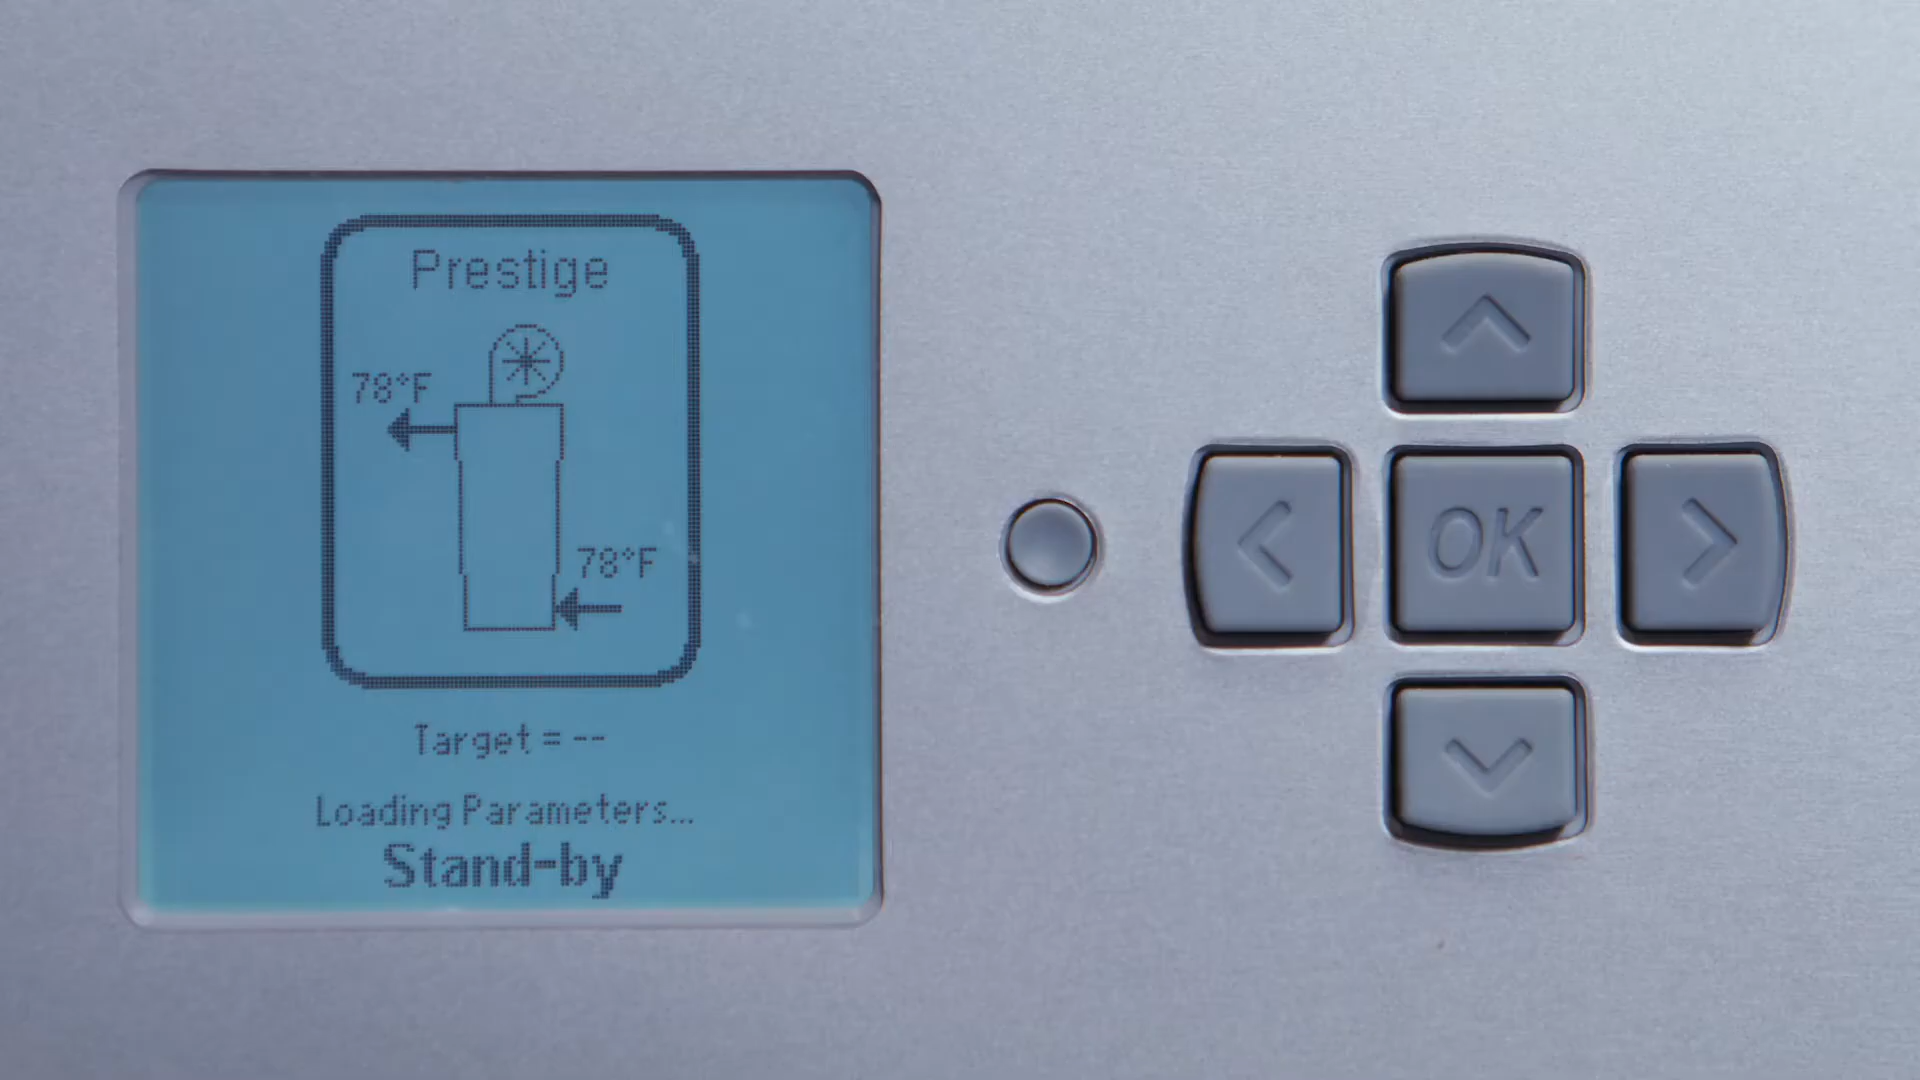 Prestige
78°F
78°F
Target = --
Loading Parameters...
Stand-by
OK